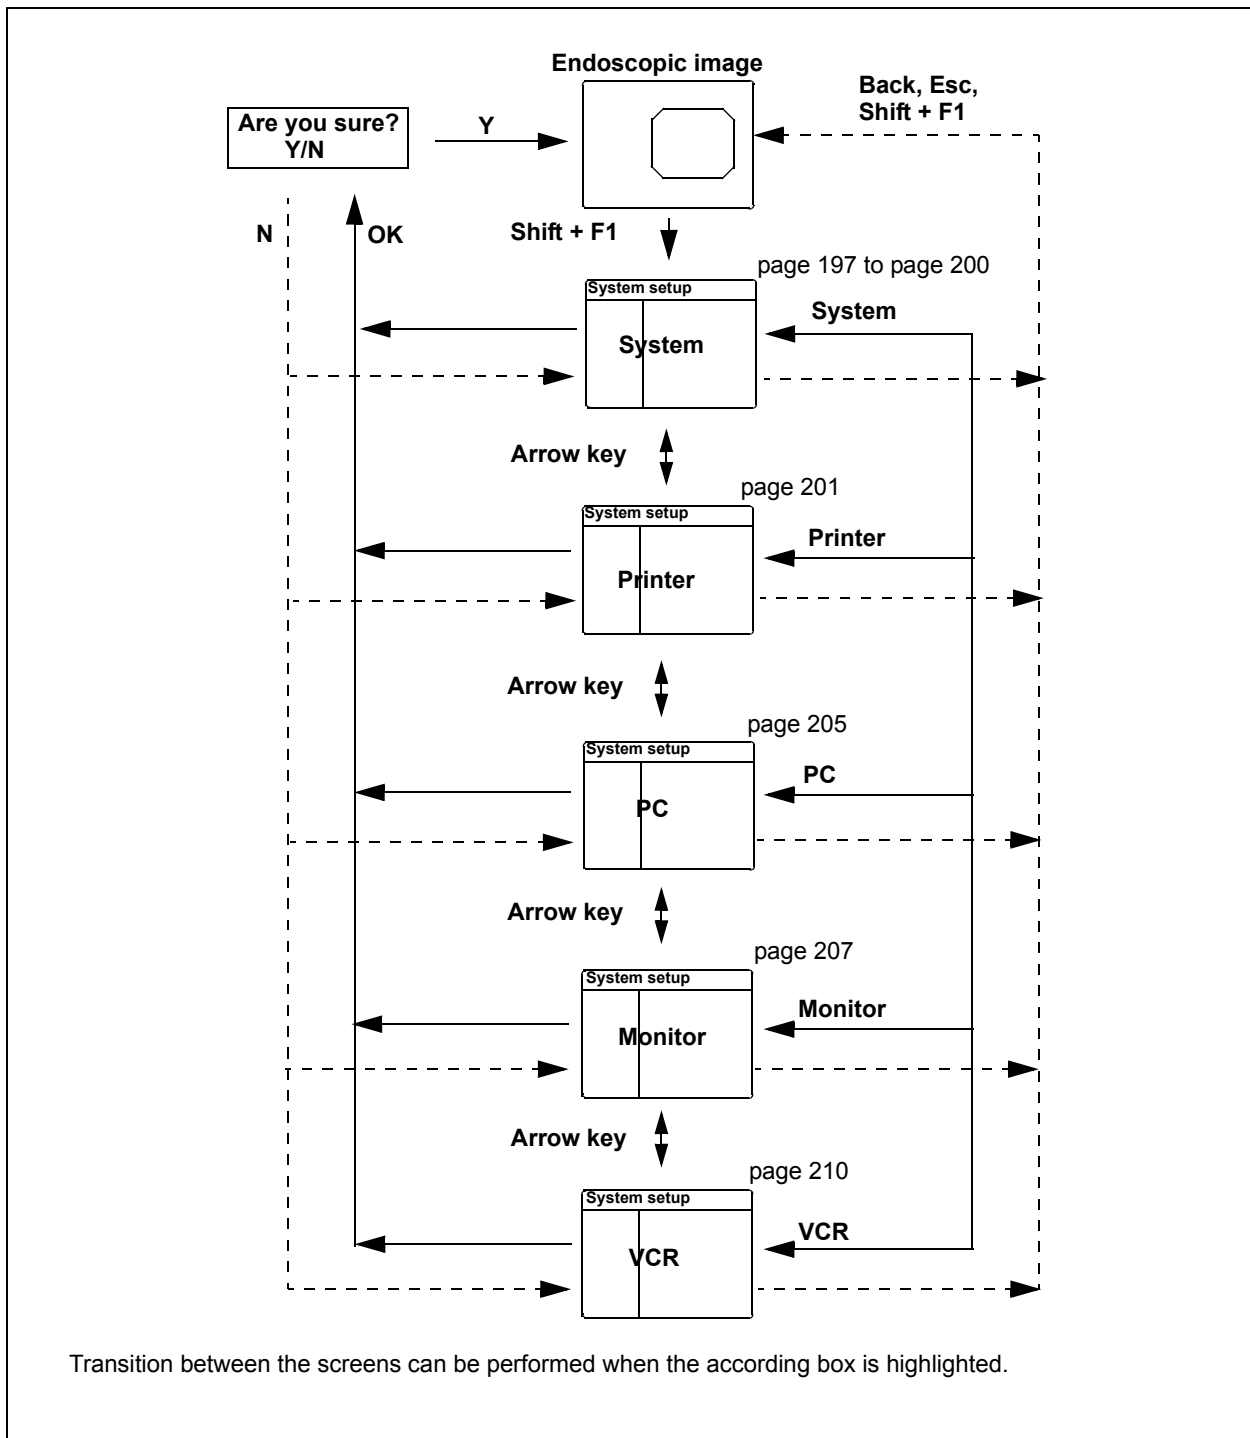 Endoscopic image
Back, Esc,
Shift + F1
Are you sure?
Y/N
Y
N
OK
Shift + F1
page 197 to page 200
System setup
System
System
Arrow key
page 201
System setup
Printer
Printer
Arrow key
page 205
System setup
PC
PC
Arrow key
page 207
System setup
Monitor
Monitor
Arrow key
page 210
System setup
VCR
VCR
Transition between the screens can be performed when the according box is highlighted.